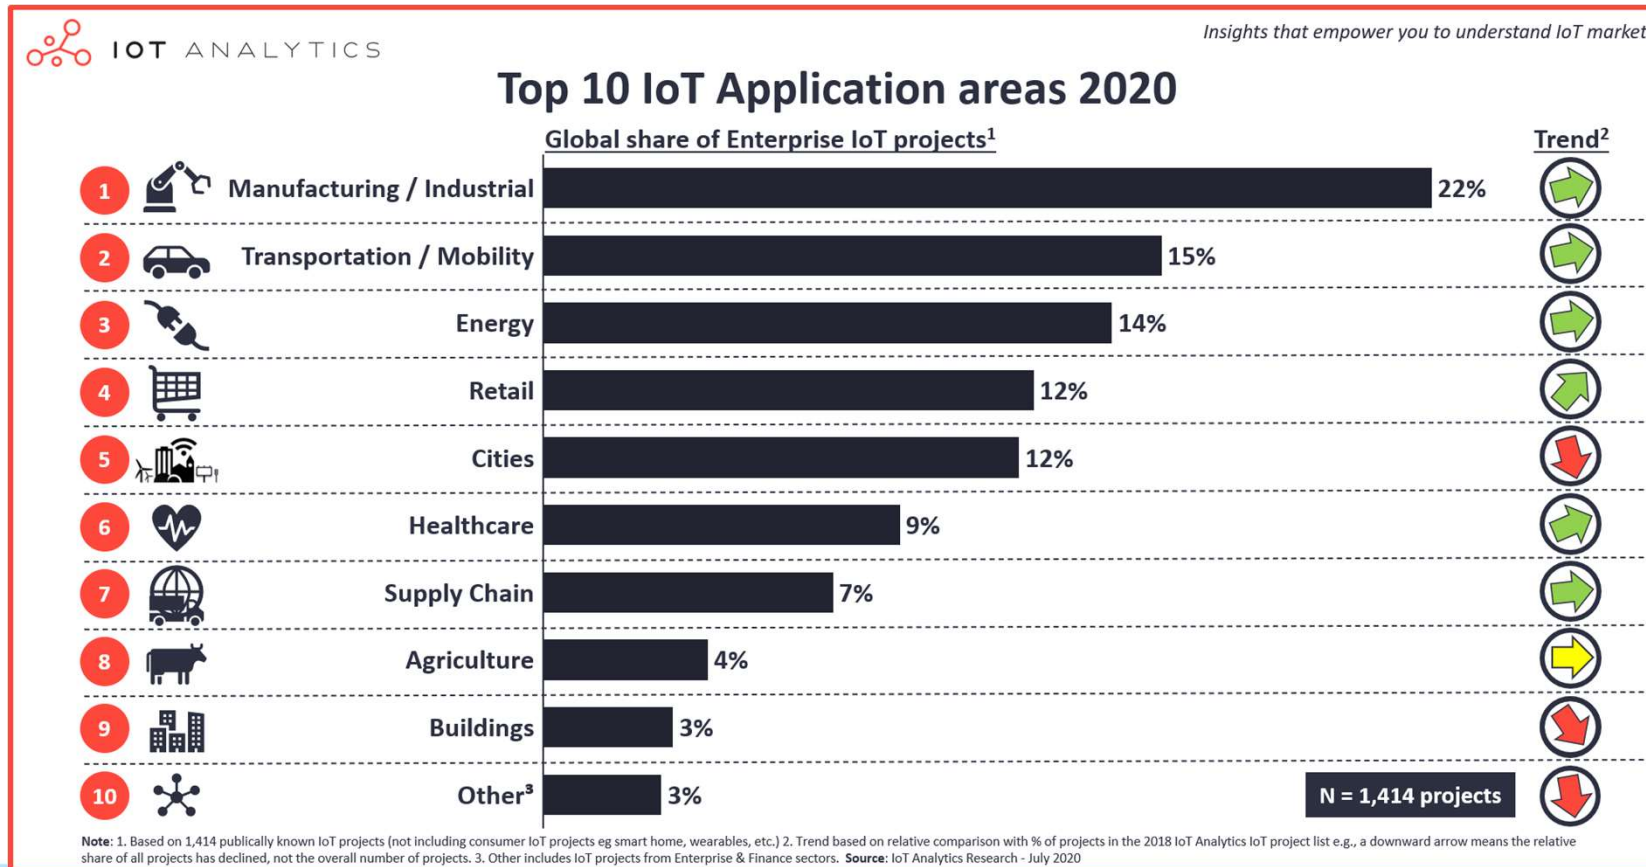 IOT ANALYTICS
Insights that empower you to understand IoT market
Top 10 IoT Application areas 2020
Global share of Enterprise IoT projects¹
Trend²
1 Manufacturing / Industrial 22%
2 Transportation / Mobility 15%
3 Energy 14%
4 Retail 12%
5 Cities 12%
6 Healthcare 9%
7 Supply Chain 7%
8 Agriculture 4%
9 Buildings 3%
10 Other³ 3%
N = 1,414 projects
Note: 1. Based on 1,414 publically known IoT projects (not including consumer IoT projects eg smart home, wearables, etc.) 2. Trend based on relative comparison with % of projects in the 2018 IoT Analytics IoT project list e.g., a downward arrow means the relative
share of all projects has declined, not the overall number of projects. 3. Other includes IoT projects from Enterprise & Finance sectors. Source: IoT Analytics Research - July 2020